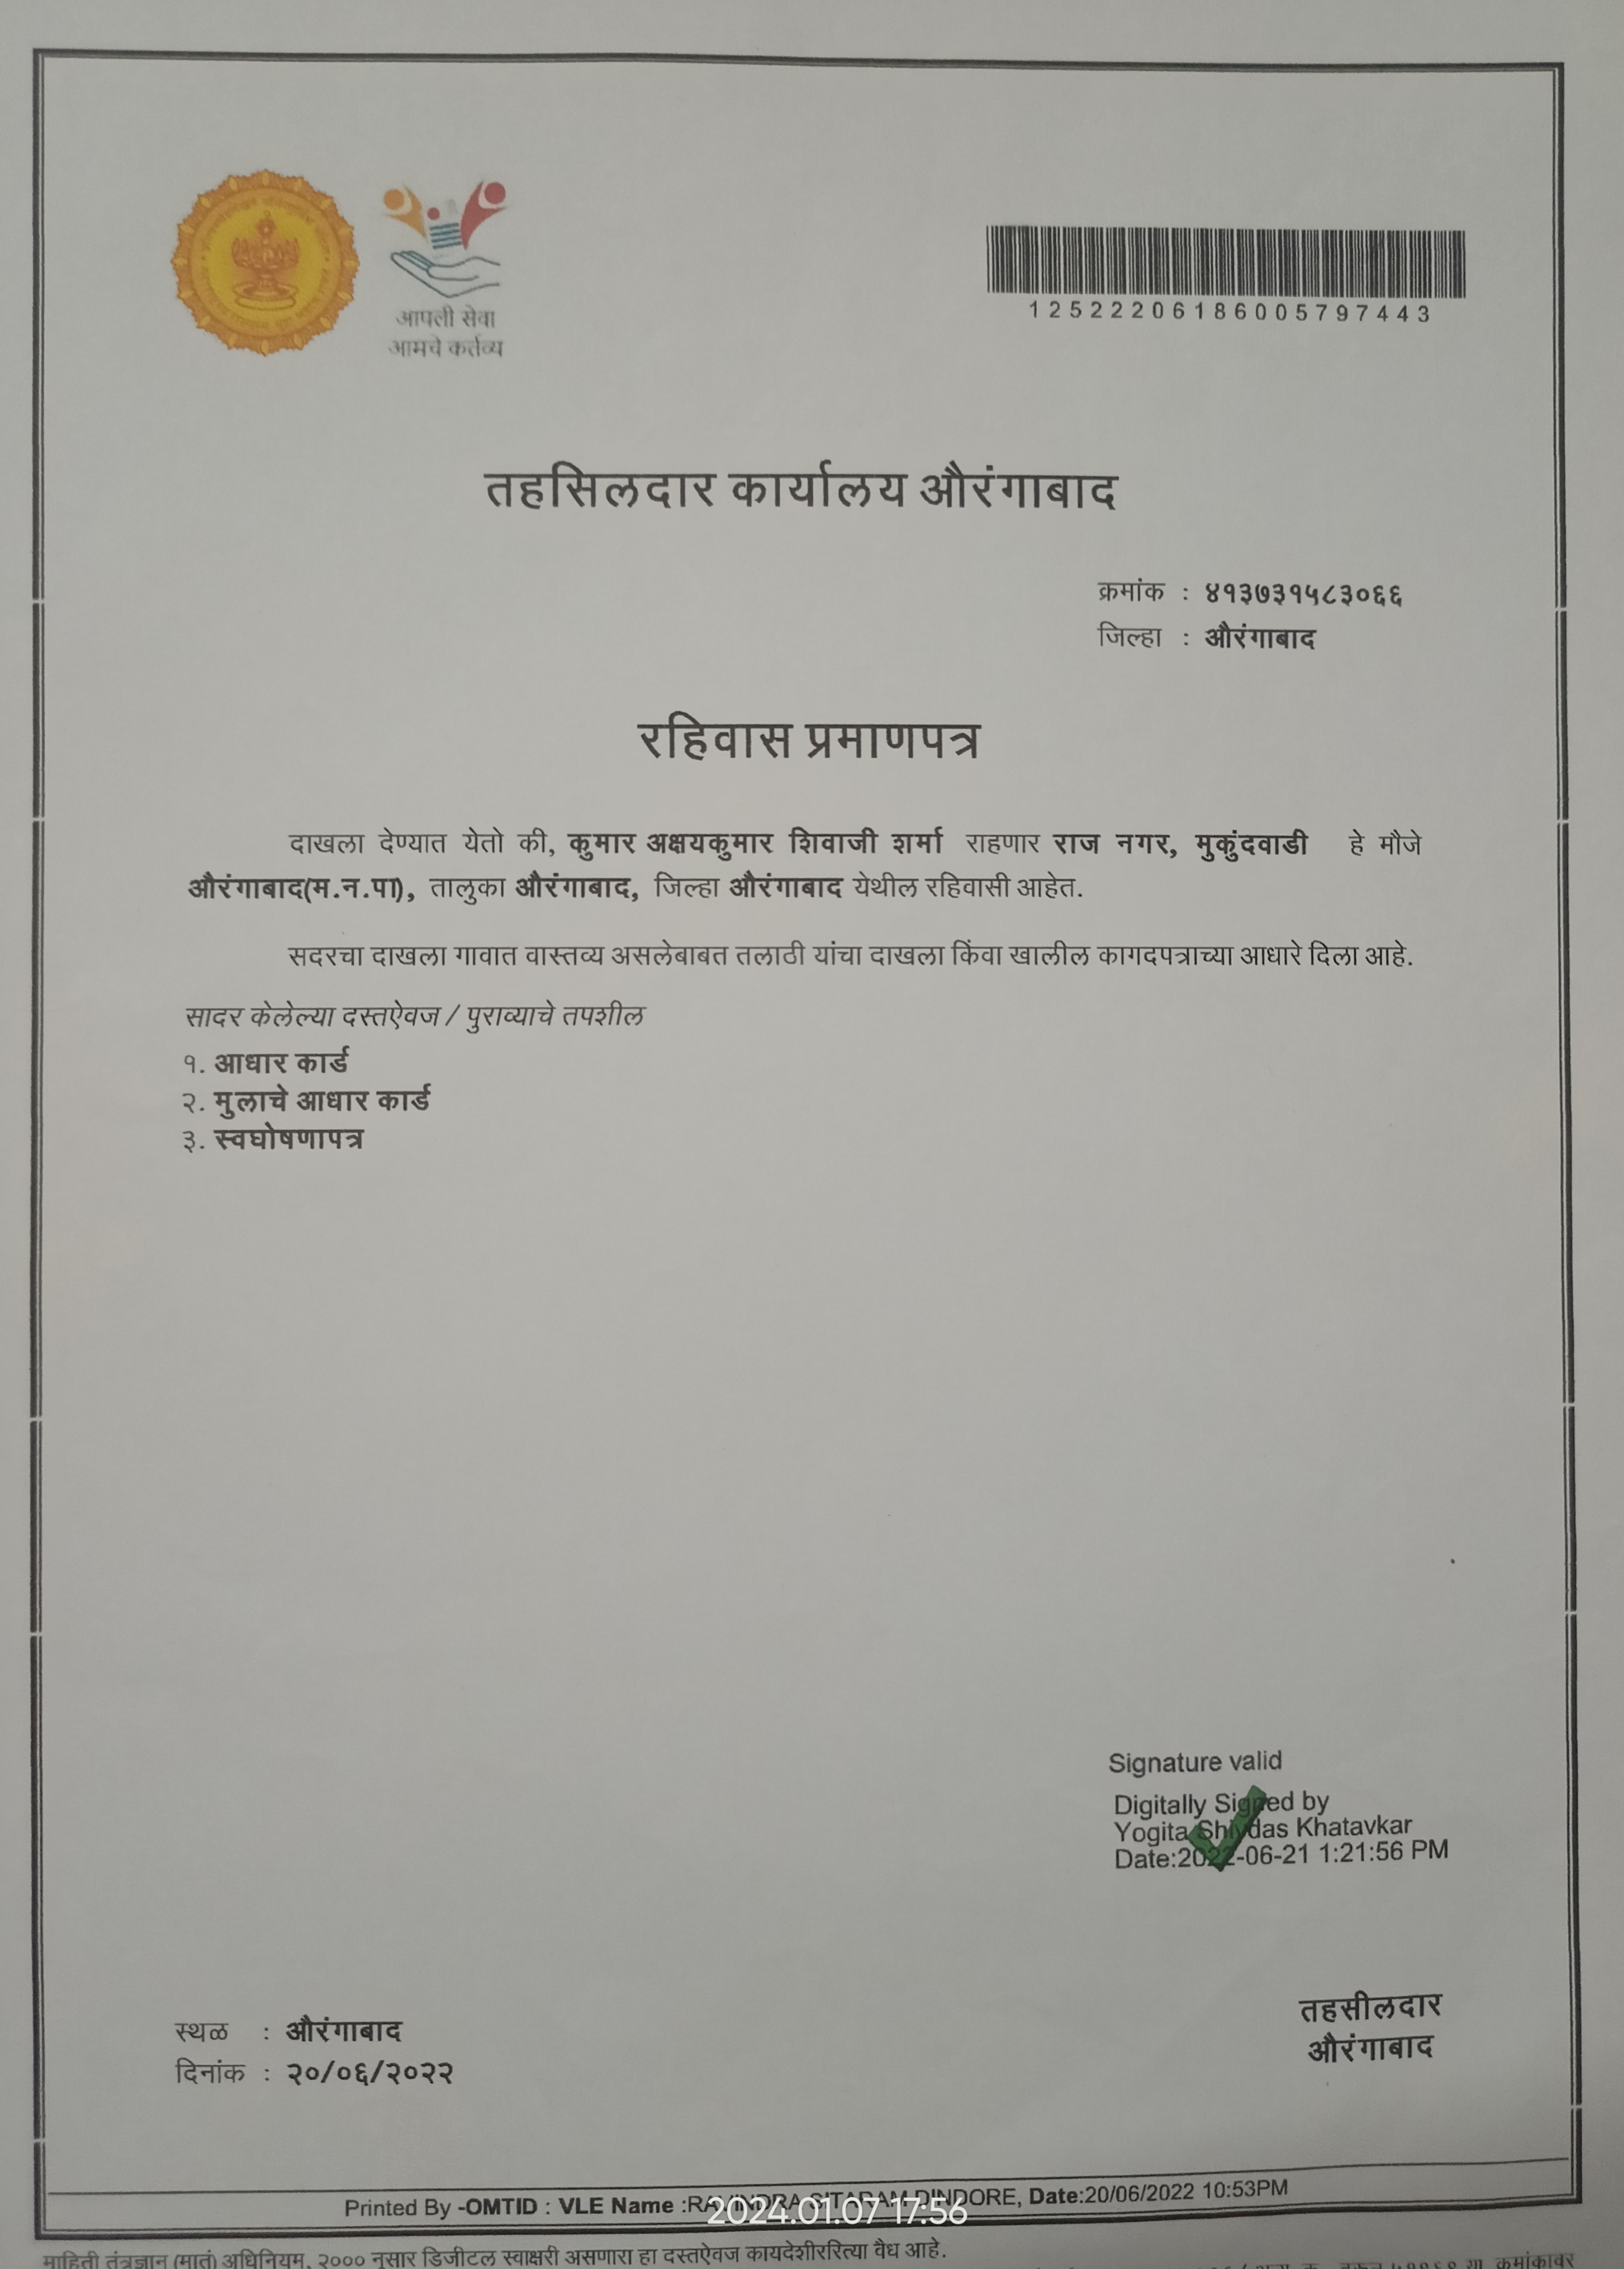 आपली सेवा
आमचे कर्तव्य
12522206186005797443
तहसिलदार कार्यालय औरंगाबाद
क्रमांक : ४१३७३१५८३०६६
जिल्हा : औरंगाबाद
रहिवास प्रमाणपत्र
दाखला देण्यात येतो की, कुमार अक्षयकुमार शिवाजी शर्मा राहणार राज नगर, मुकुंदवाडी हे मौजे
औरंगाबाद(म.न.पा), तालुका औरंगाबाद, जिल्हा औरंगाबाद येथील रहिवासी आहेत.
सदरचा दाखला गावात वास्तव्य असलेबाबत तलाठी यांचा दाखला किंवा खालील कागदपत्राच्या आधारे दिला आहे.
सादर केलेल्या दस्तऐवज / पुराव्याचे तपशील
१. आधार कार्ड
२. मुलाचे आधार कार्ड
३. स्वघोषणापत्र
Signature valid
Digitally Signed by
Yogita Shivdas Khatavkar
Date:2022-06-21 1:21:56 PM
तहसीलदार
औरंगाबाद
स्थळ : औरंगाबाद
दिनांक : २०/०६/२०२२
Printed By -OMTID : VLE Name :RAVINDRA SITARAM DINDORE, Date:20/06/2022 10:53PM
2024.01.07 17:56
माहिती तंत्रज्ञान (मातं) अधिनियम, २००० नुसार डिजीटल स्वाक्षरी असणारा हा दस्तऐवज कायदेशीररित्या वैध आहे.
या क्रमांकावर